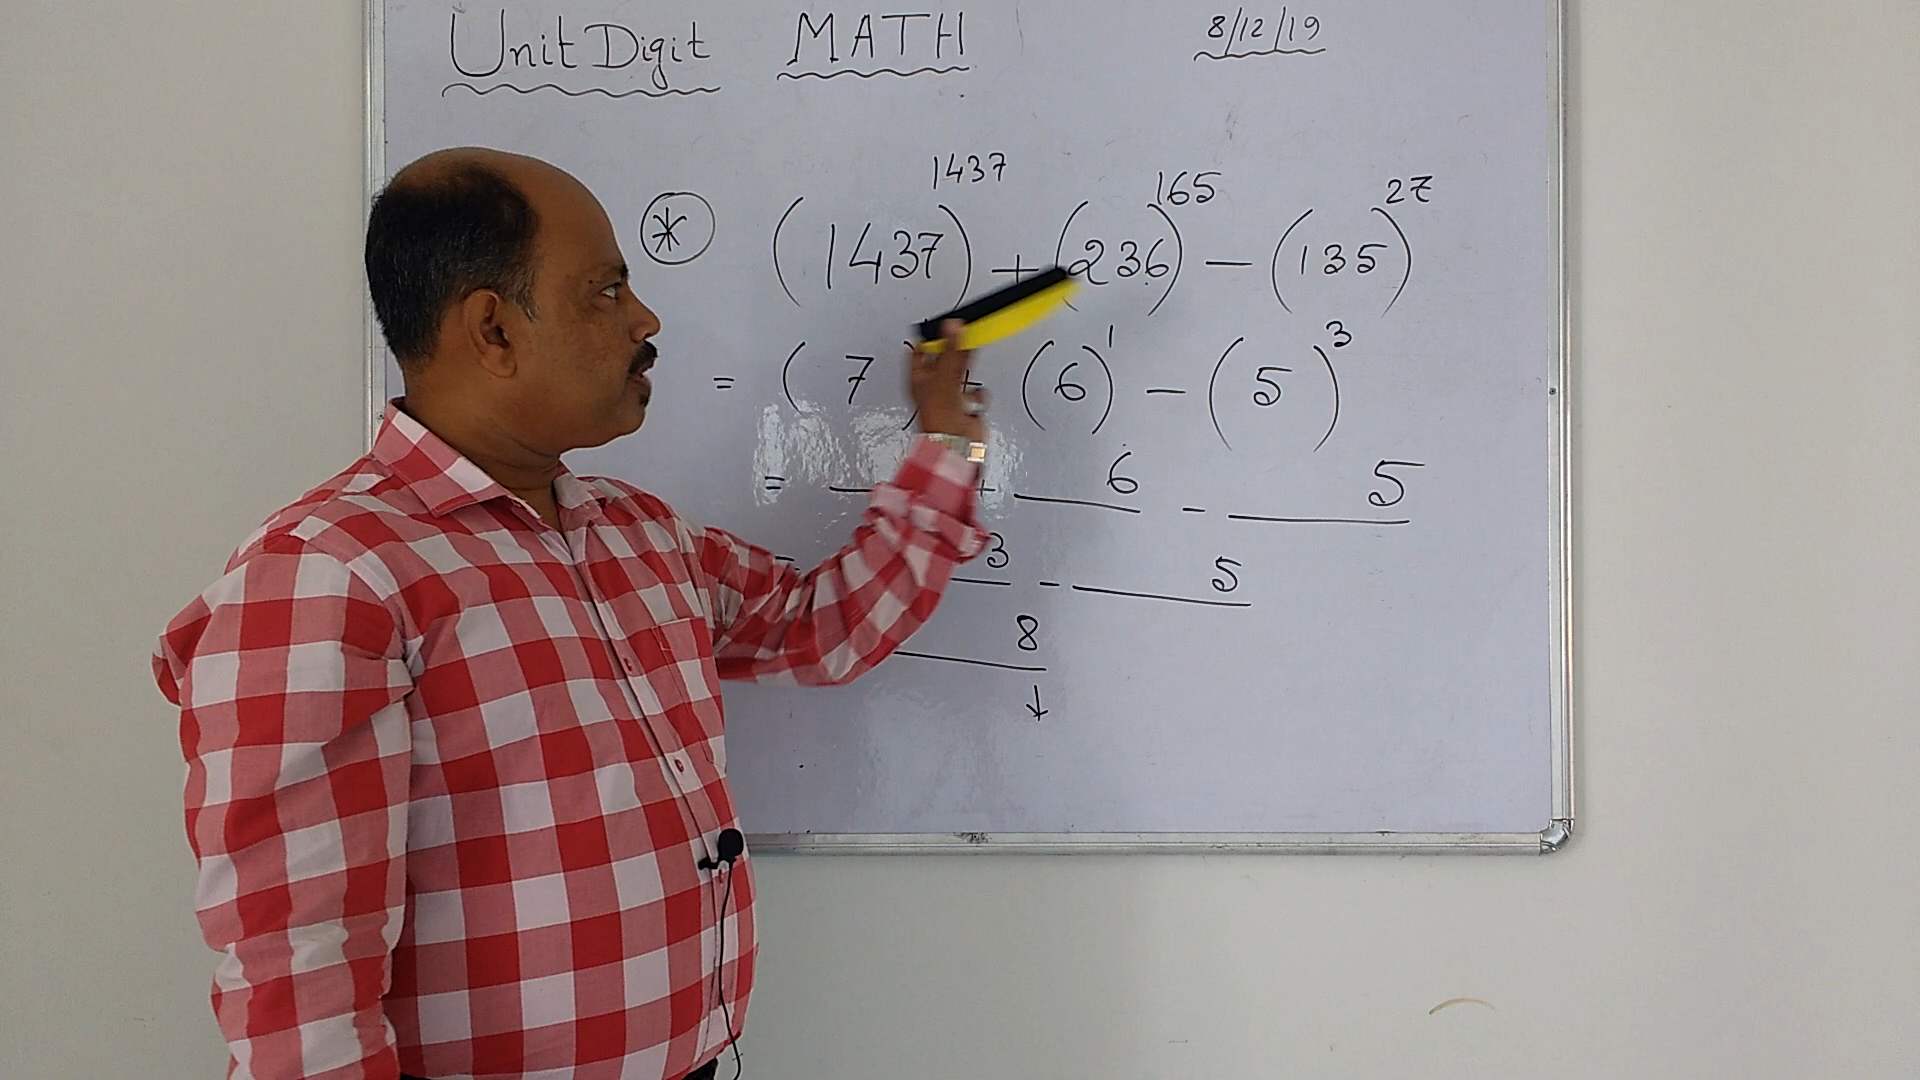 Unit Digit MATH 8/12/19
* (1437)^1437 + (236)^165 - (135)^27
= ( 7 ) + (6)^1 - (5)^3
= + 6 - 5
= 3 - 5
8
↓